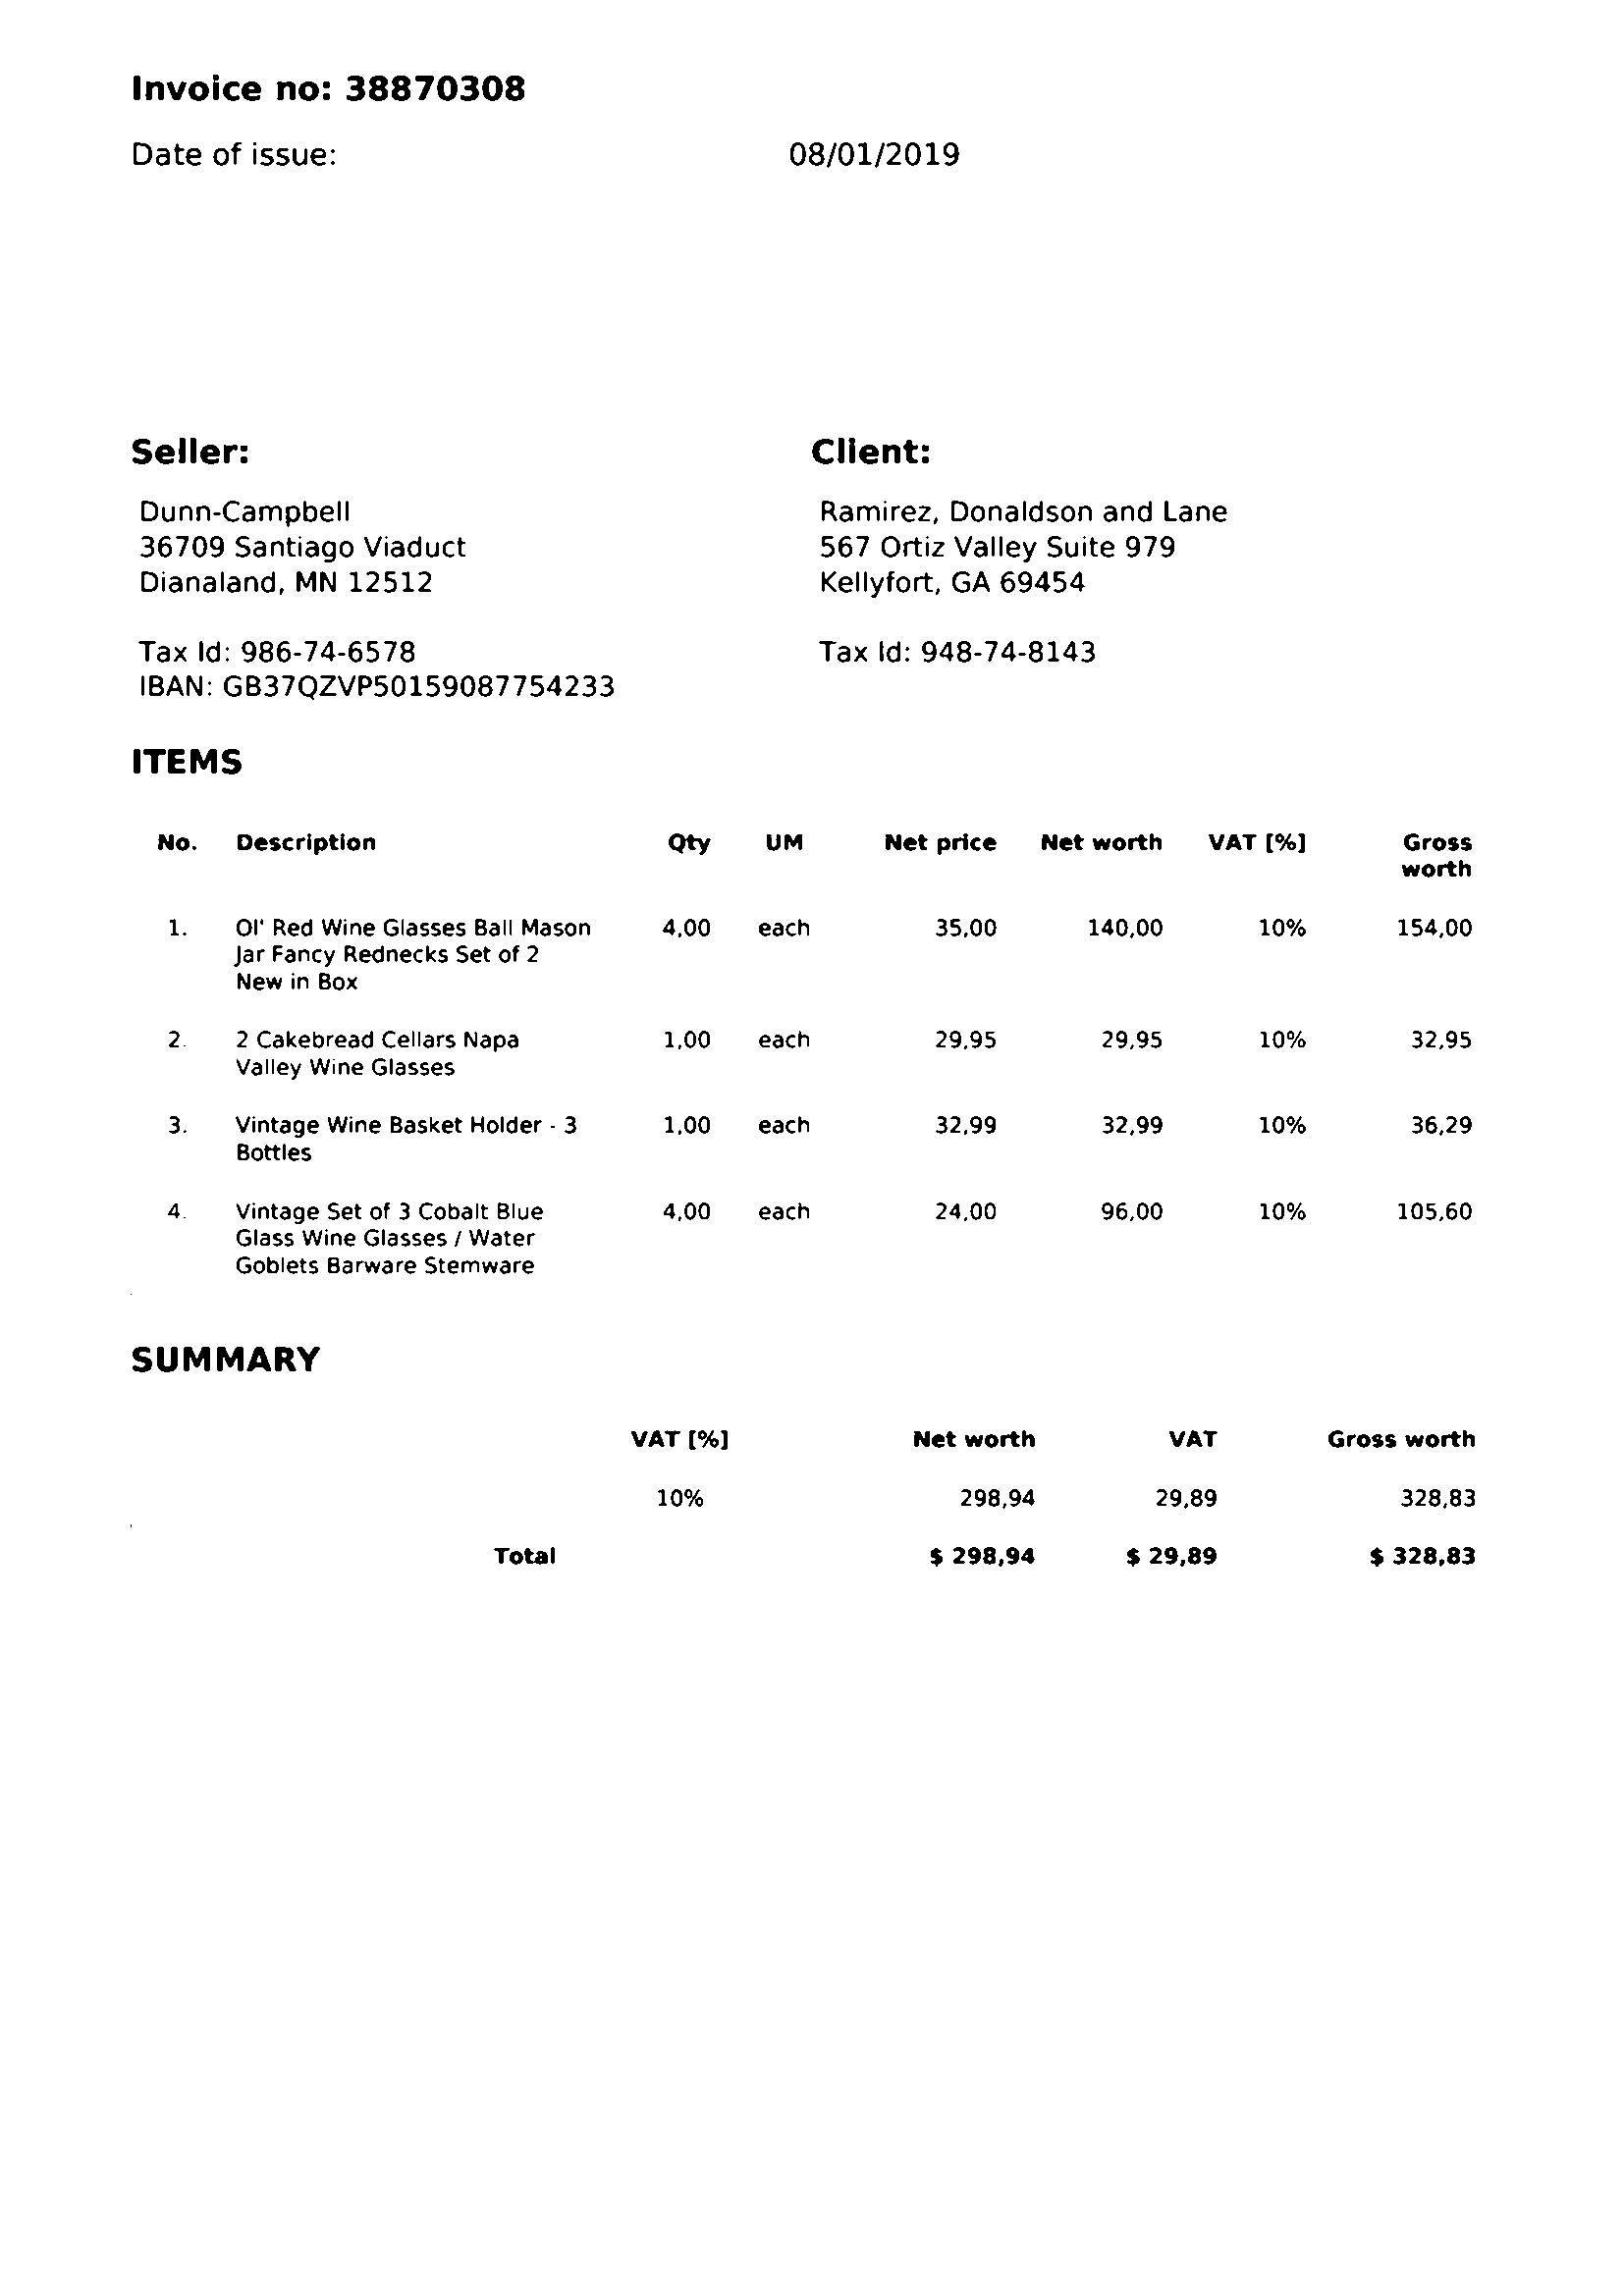 Invoice no: 38870308
Date of issue: 08/01/2019
Seller:
Dunn-Campbell
36709 Santiago Viaduct
Dianaland, MN 12512
Tax Id: 986-74-6578
IBAN: GB37QZVP50159087754233
Client:
Ramirez, Donaldson and Lane
567 Ortiz Valley Suite 979
Kellyfort, GA 69454
Tax Id: 948-74-8143
ITEMS
No. Description Qty UM Net price Net worth VAT [%] Gross
worth
1. Ol' Red Wine Glasses Ball Mason 4,00 each 35,00 140,00 10% 154,00
Jar Fancy Rednecks Set of 2
New in Box
2. 2 Cakebread Cellars Napa 1,00 each 29,95 29,95 10% 32,95
Valley Wine Glasses
3. Vintage Wine Basket Holder - 3 1,00 each 32,99 32,99 10% 36,29
Bottles
4. Vintage Set of 3 Cobalt Blue 4,00 each 24,00 96,00 10% 105,60
Glass Wine Glasses / Water
Goblets Barware Stemware
SUMMARY
VAT [%] Net worth VAT Gross worth
10% 298,94 29,89 328,83
Total $ 298,94 $ 29,89 $ 328,83